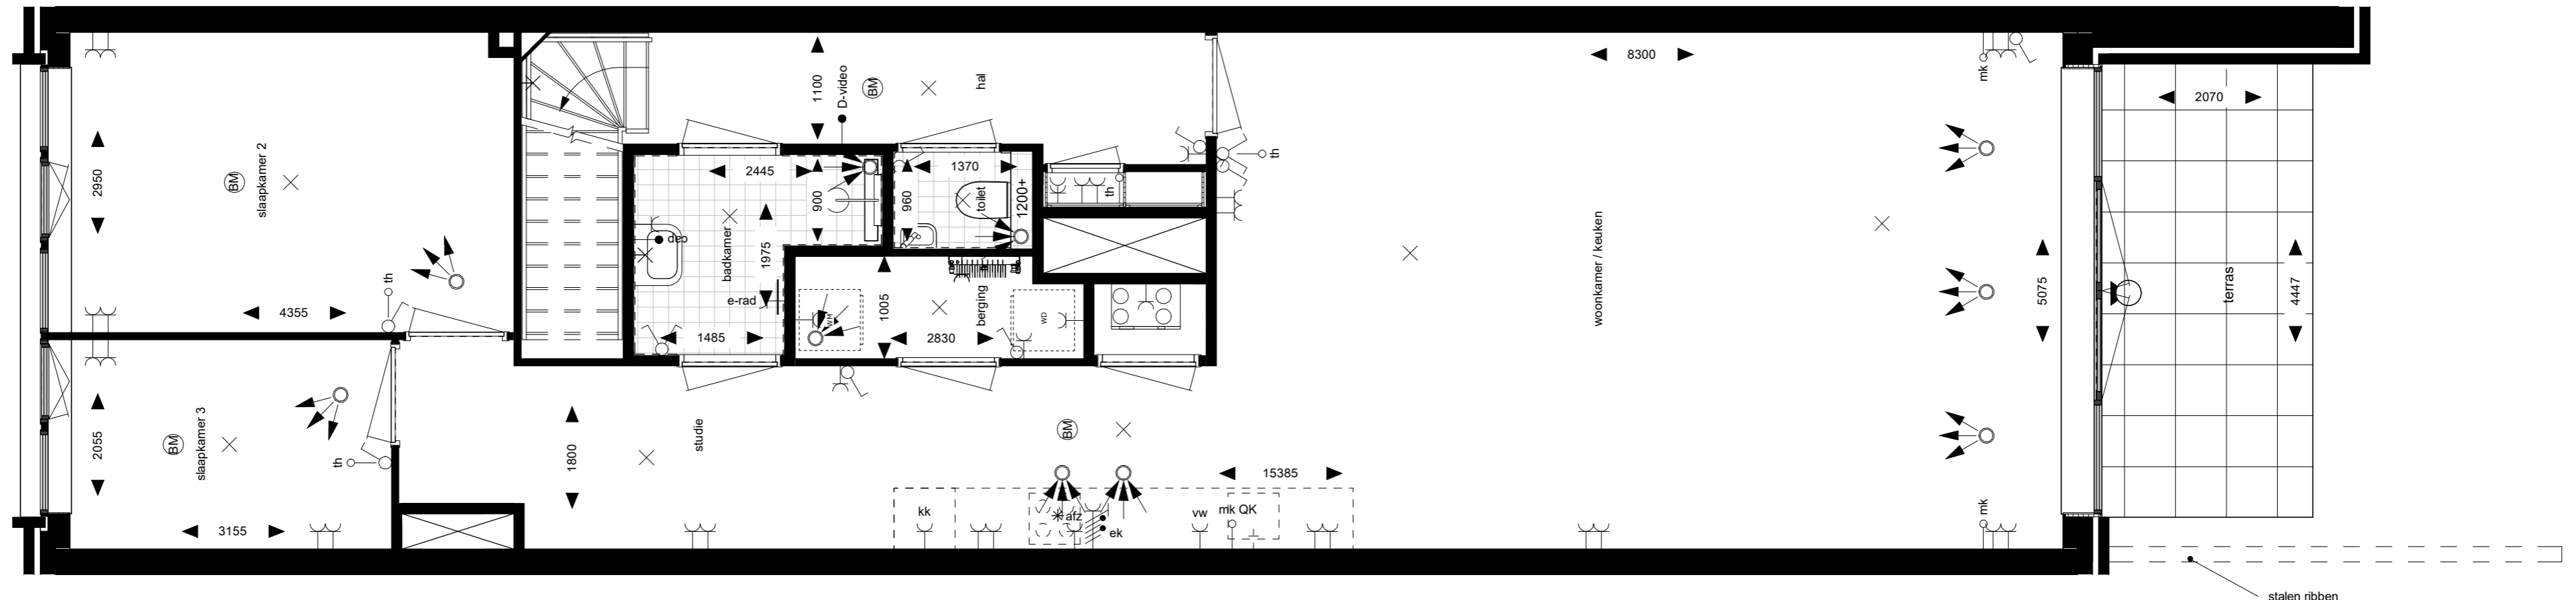 8300
2070
mk
1100
D-video
BM
hal
th
2950
BM
slaapkamer 2
2445
900
1370
960
toilet
1200+
th
badkamer
cap
1975
e-rad
1485
th
4355
1005
berging
WM
2830
WD
woonkamer / keuken
5075
terras
4447
2055
BM
slaapkamer 3
th
3155
1800
studie
BM
15385
kk
afz
ek
vw
mk QK
mk
stalen ribben